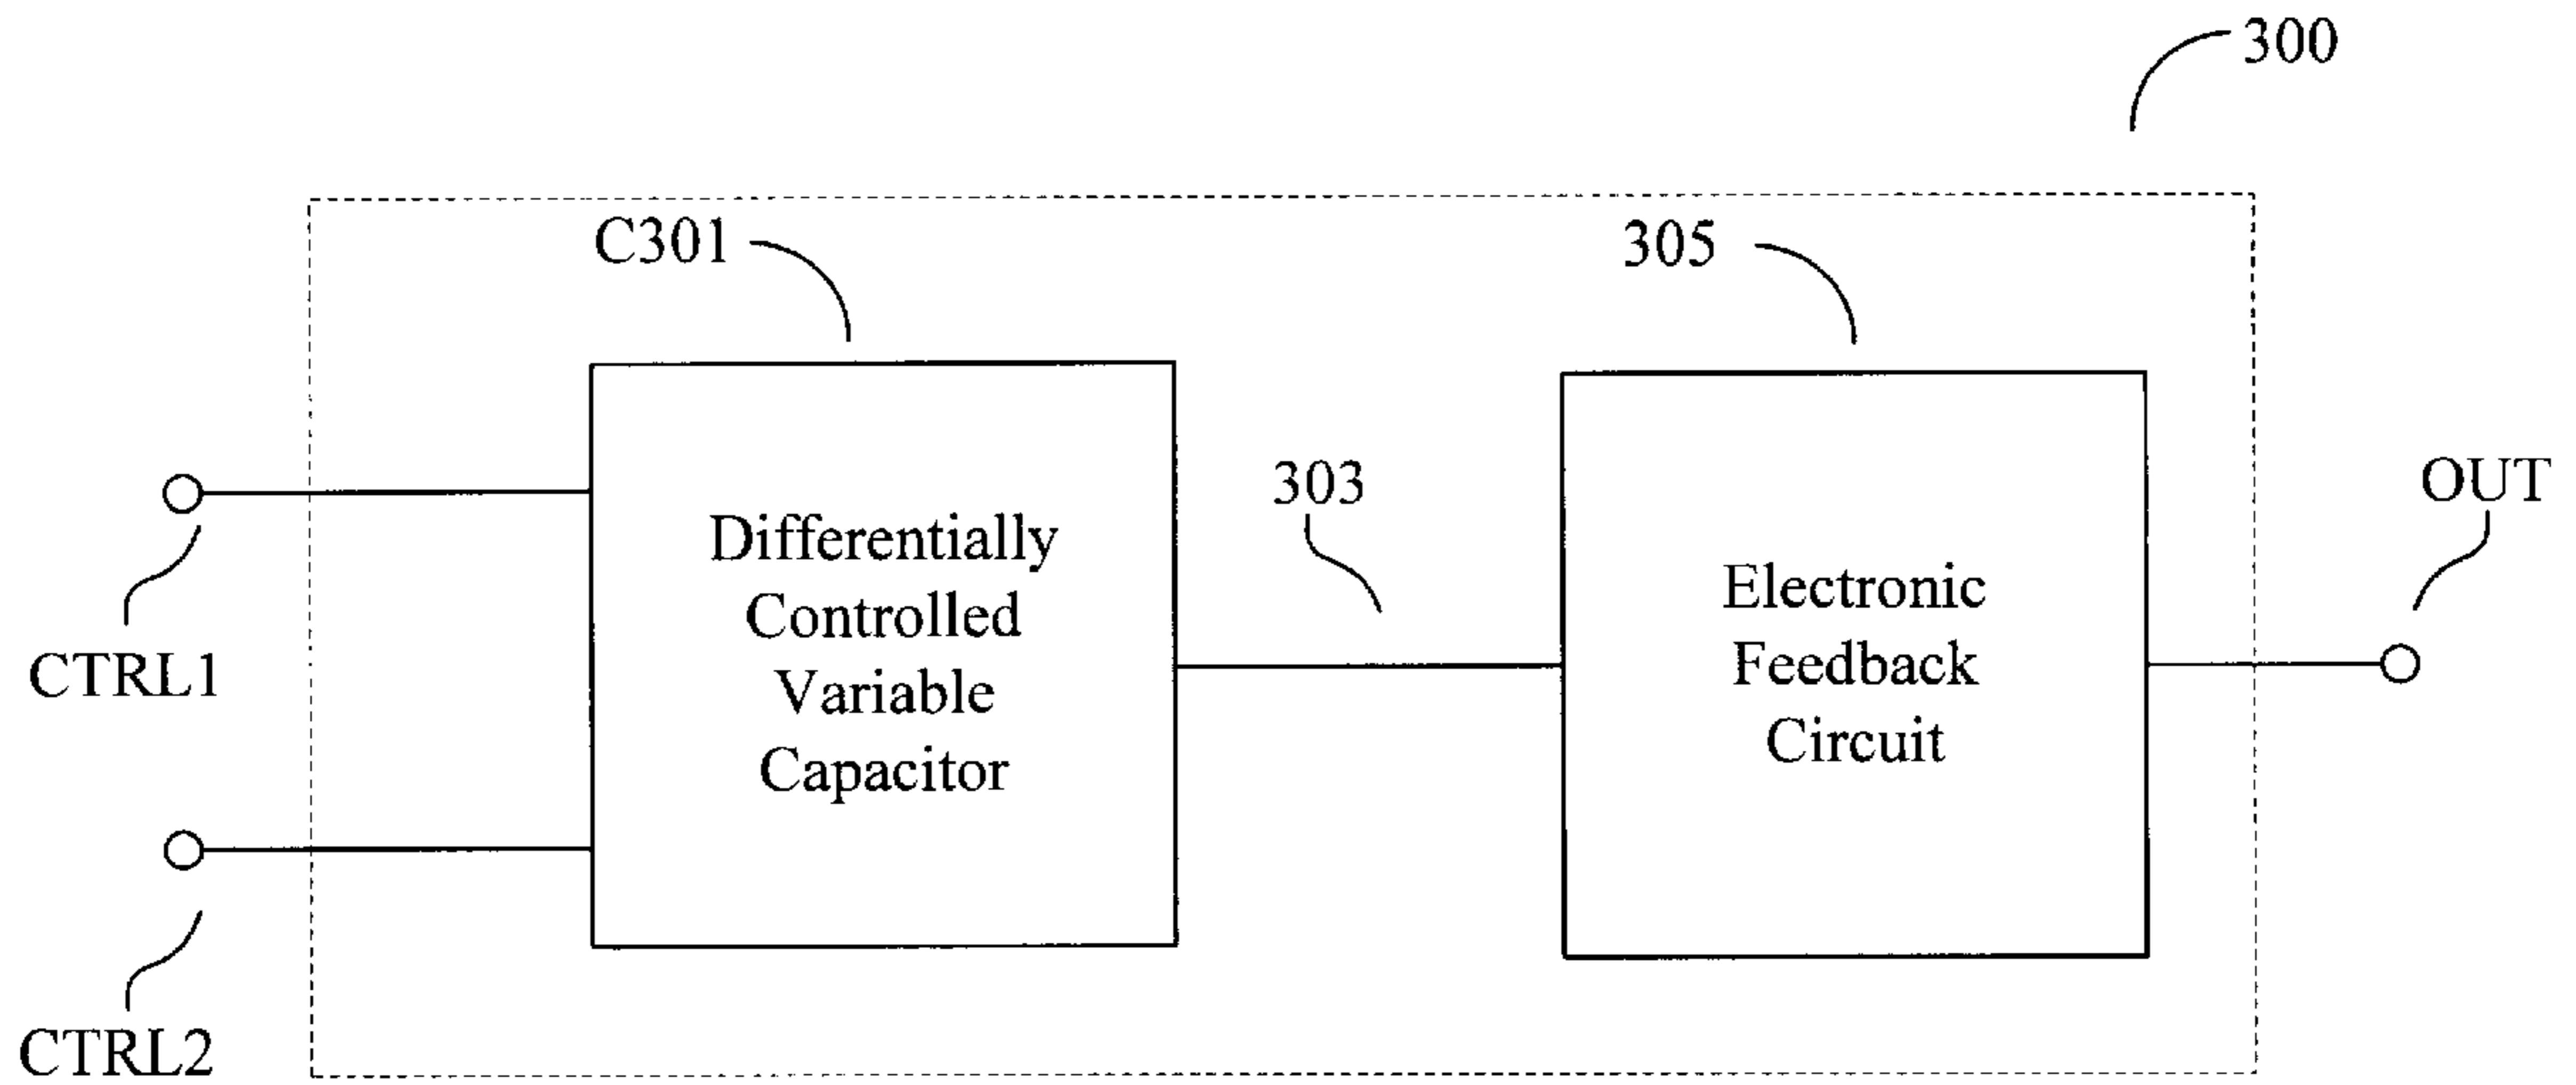 300
C301
305
Differentially
Controlled
Variable
Capacitor
303
Electronic
Feedback
Circuit
OUT
CTRL1
CTRL2